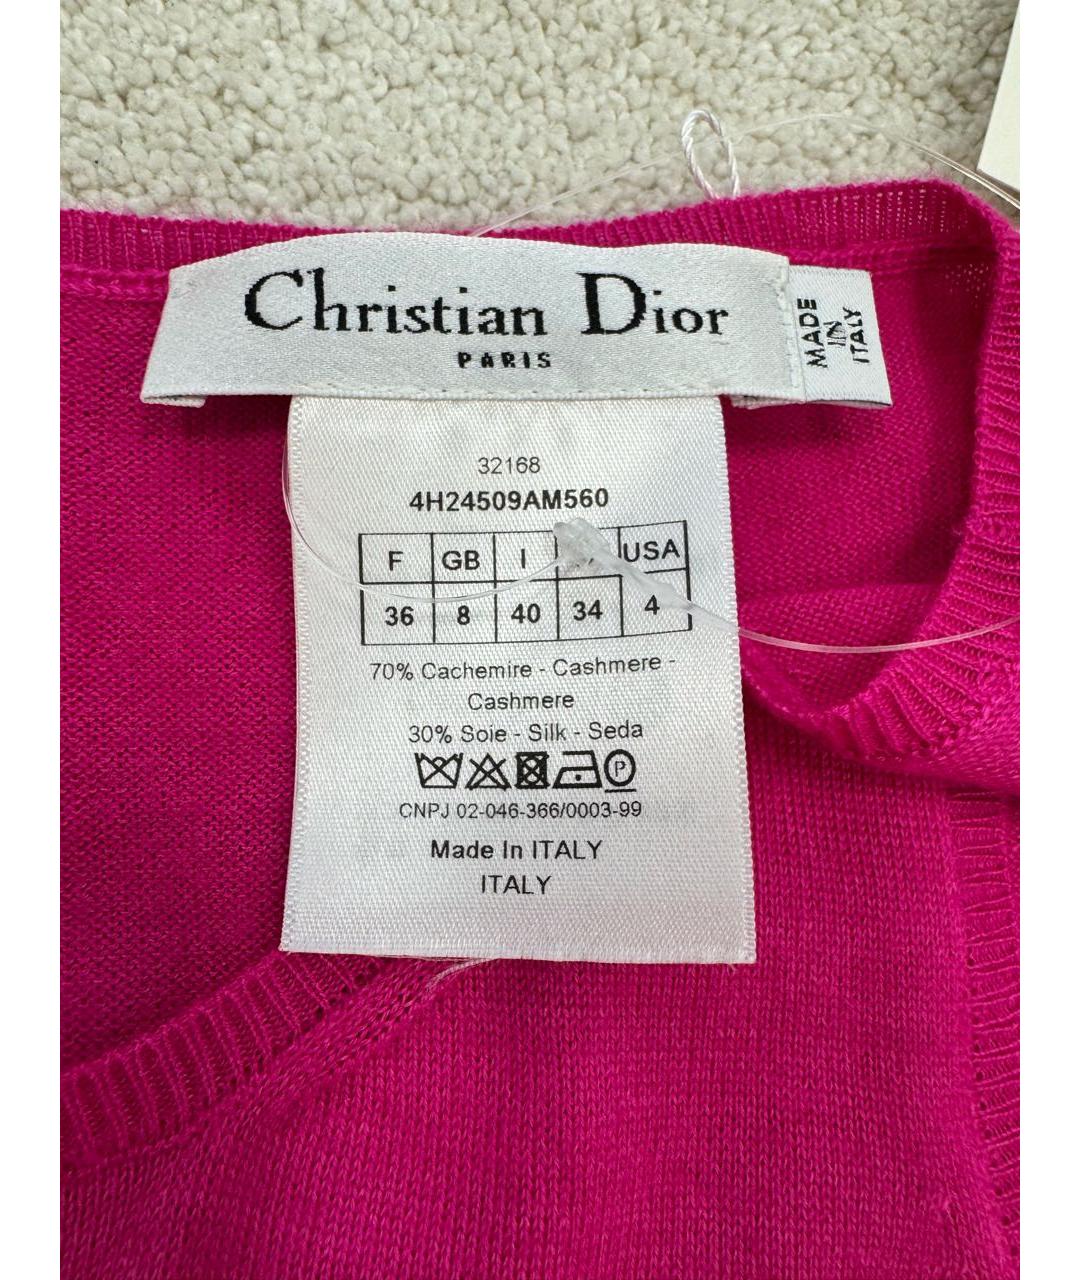 Christian Dior
PARIS
MADE
IN
ITALY
32168
4H24509AM560
F GB I USA
36 8 40 34 4
70% Cachemire - Cashmere -
Cashmere
30% Soie - Silk - Seda
P
CNPJ 02-046-366/0003-99
Made In ITALY
ITALY